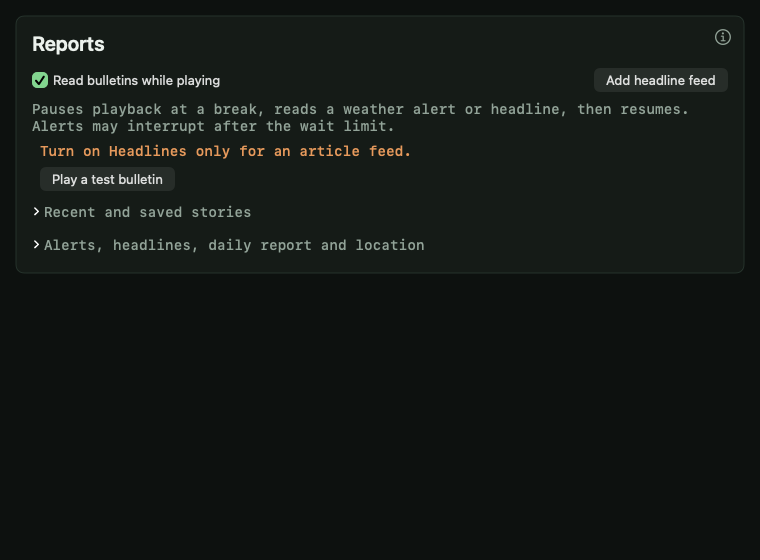 Reports
Read bulletins while playing
Add headline feed
Pauses playback at a break, reads a weather alert or headline, then resumes.
Alerts may interrupt after the wait limit.
Turn on Headlines only for an article feed.
Play a test bulletin
Recent and saved stories
Alerts, headlines, daily report and location